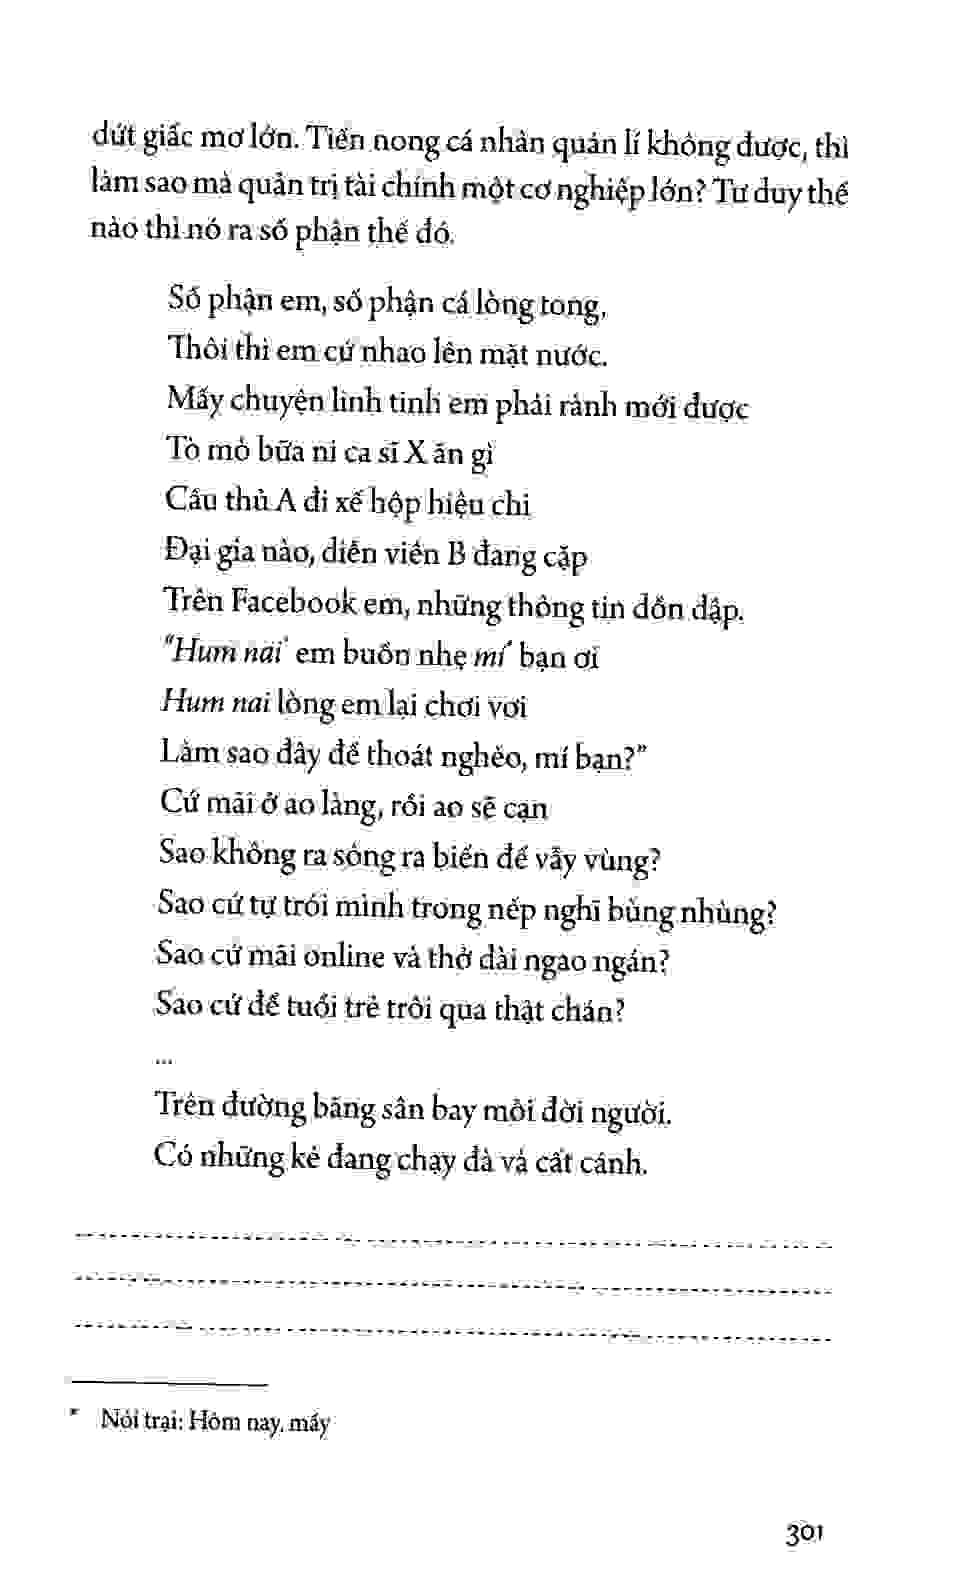 dứt giấc mơ lớn. Tiền nong cá nhân quản lí không được, thì
làm sao mà quản trị tài chính một cơ nghiệp lớn? Tư duy thế
nào thì nó ra số phận thế đó.
Số phận em, số phận cá lòng tong,
Thôi thì em cứ nhao lên mặt nước.
Mấy chuyện linh tinh em phải rành mới được
Tò mò bữa ni ca sĩ X ăn gì
Cầu thủ A đi xế hộp hiệu chi
Đại gia nào, diễn viên B đang cặp
Trên Facebook em, những thông tin dồn dập.
"Hum nai* em buồn nhẹ mí* bạn ơi
Hum nai lòng em lại chơi vơi
Làm sao đây để thoát nghèo, mí bạn?"
Cứ mãi ở ao làng, rồi ao sẽ cạn
Sao không ra sông ra biển để vẫy vùng?
Sao cứ tự trói mình trong nếp nghĩ bùng nhùng?
Sao cứ mãi online và thở dài ngao ngán?
Sao cứ để tuổi trẻ trôi qua thật chán?
...
Trên đường băng sân bay mỗi đời người.
Có những kẻ đang chạy đà và cất cánh.
* Nói trại: Hôm nay, mấy
301